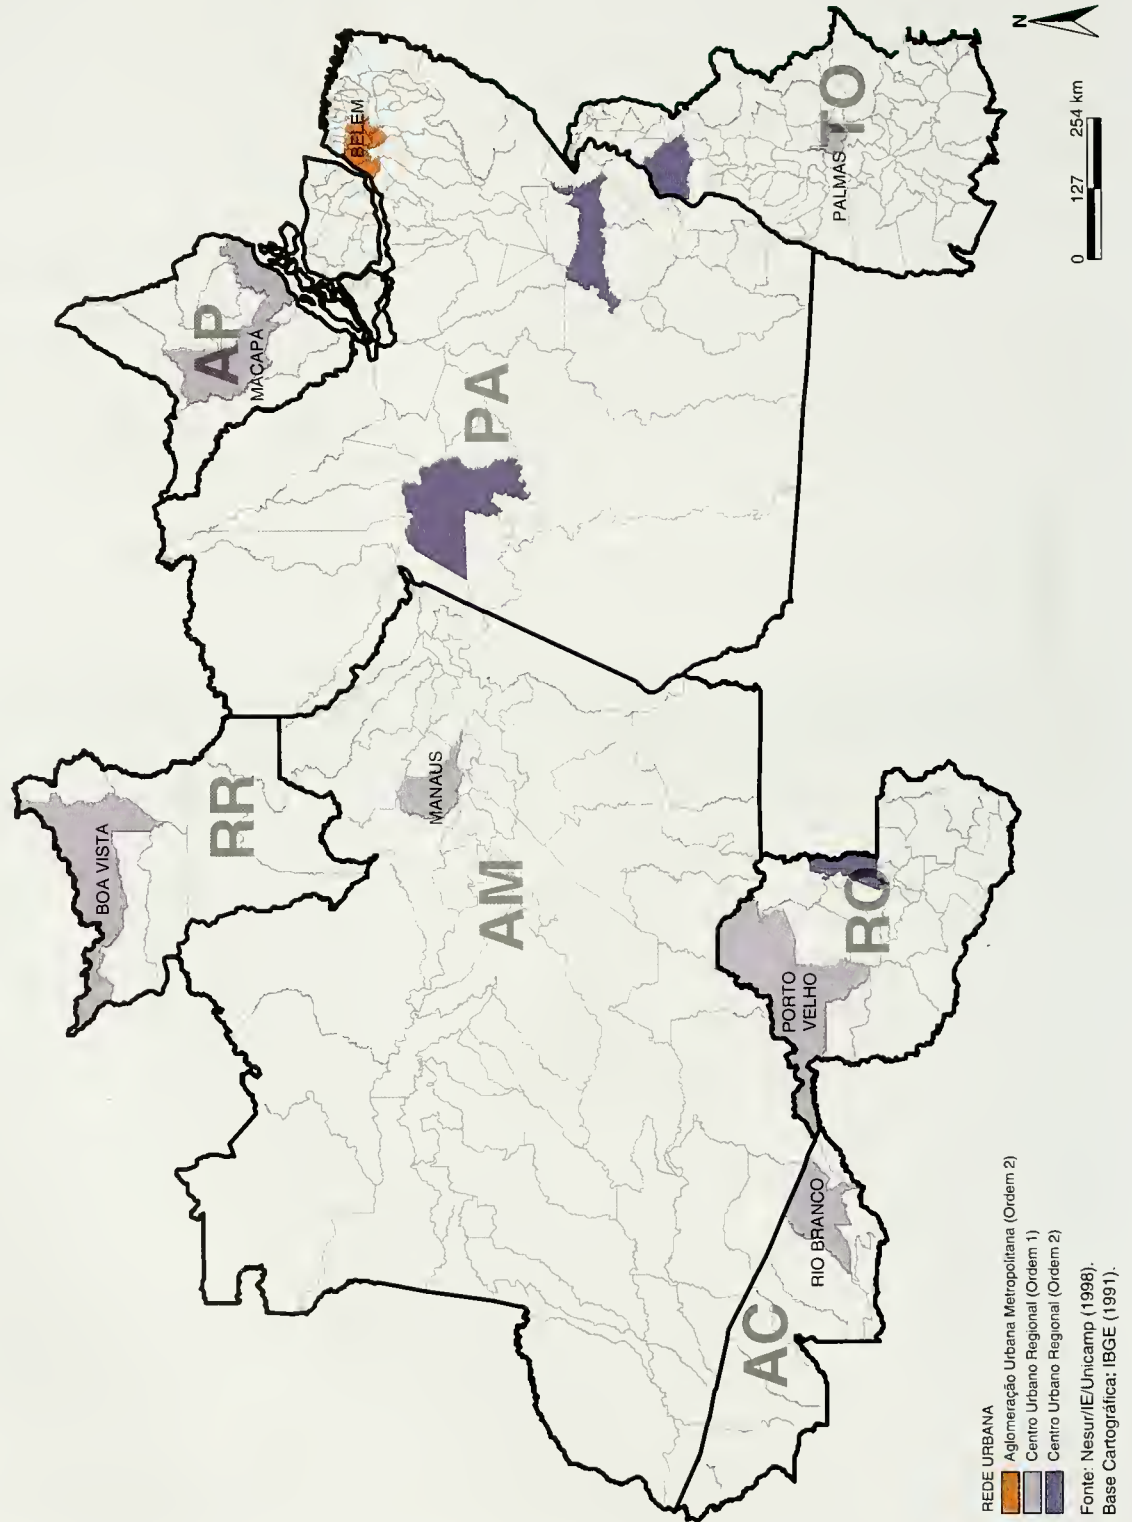 BOA VISTA
RR
AP
MACAPÁ
BELÉM
MANAUS
AM
PA
AC
RIO BRANCO
PORTO
VELHO
RO
PALMAS
TO
N
0 127 254 km
REDE URBANA
Aglomeração Urbana Metropolitana (Ordem 2)
Centro Urbano Regional (Ordem 1)
Centro Urbano Regional (Ordem 2)
Fonte: Nesur/IE/Unicamp (1998).
Base Cartográfica: IBGE (1991).